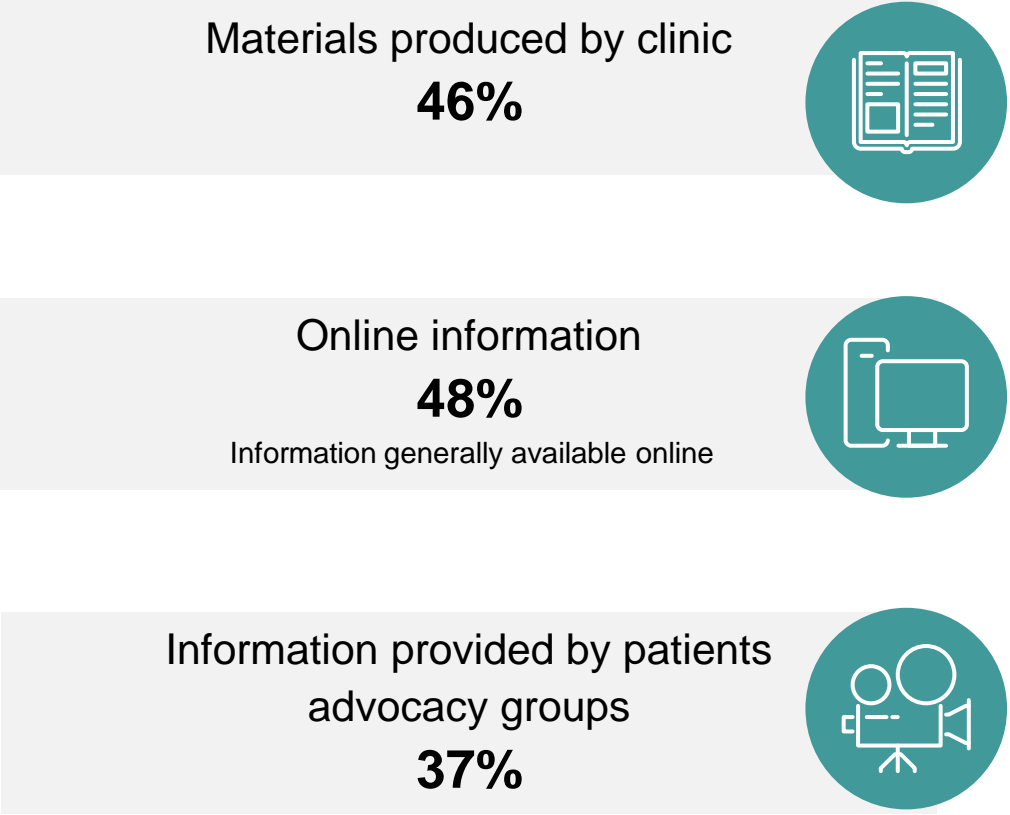 Materials produced by clinic
46%
Online information
48%
Information generally available online
Information provided by patients
advocacy groups
37%